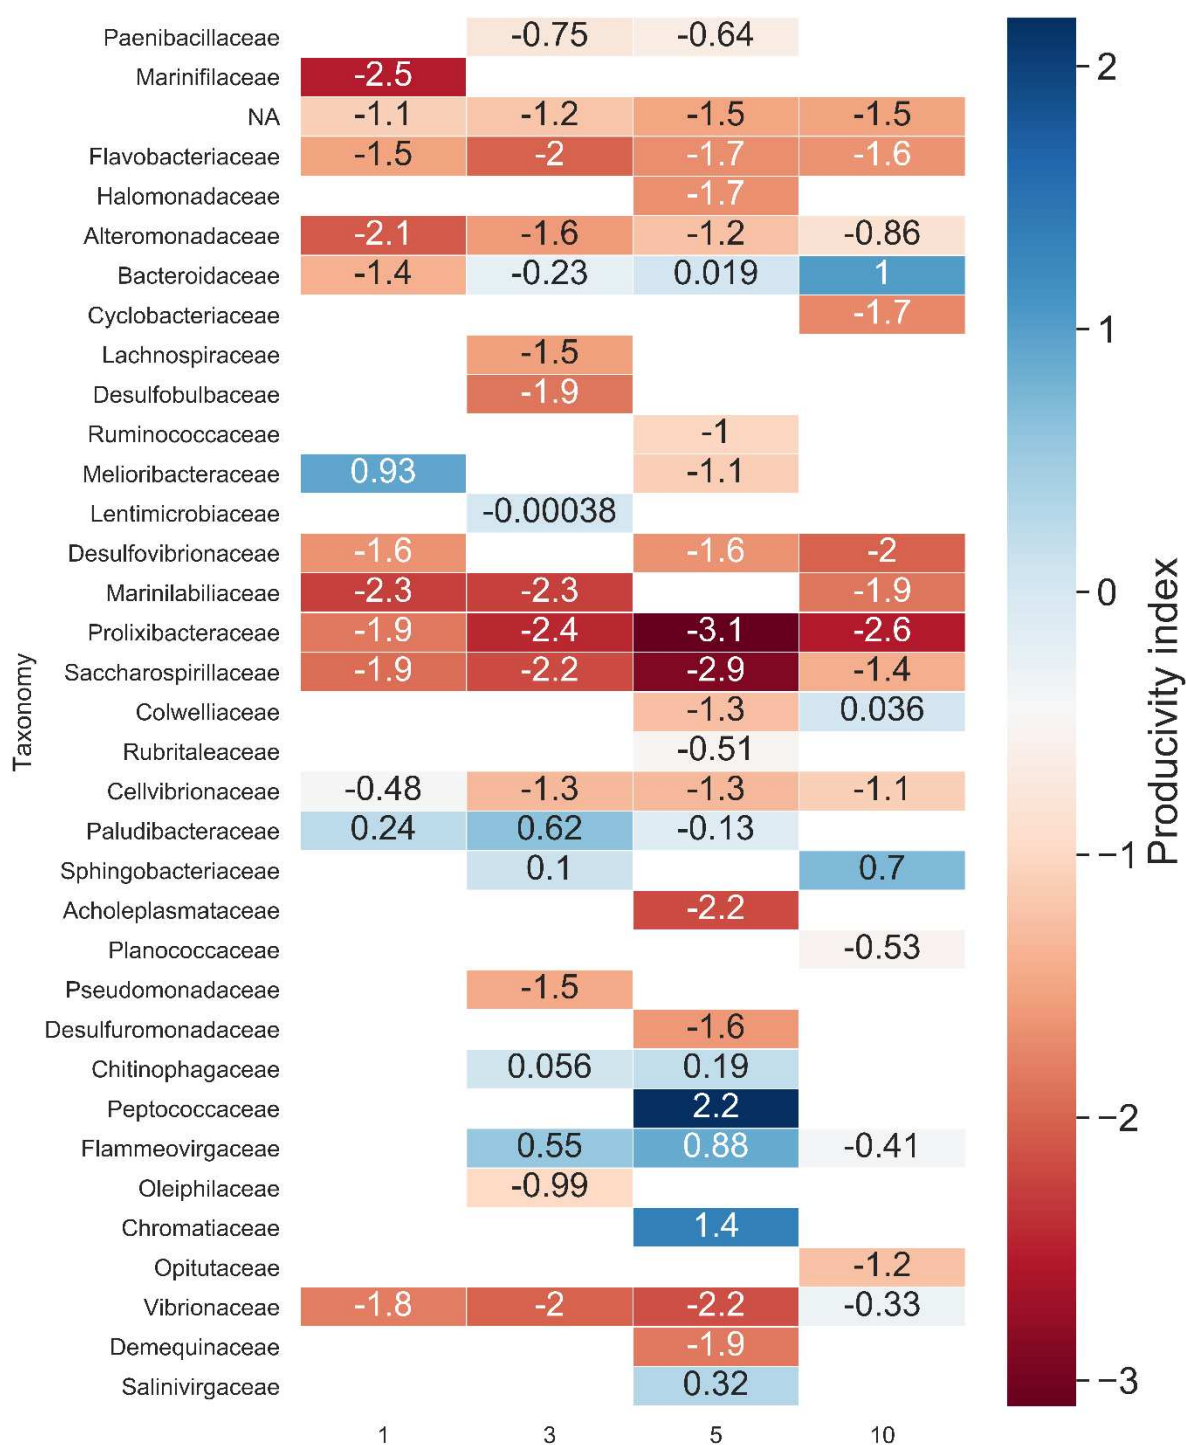 Paenibacillaceae -0.75 -0.64
Marinifilaceae -2.5
NA -1.1 -1.2 -1.5 -1.5
Flavobacteriaceae -1.5 -2 -1.7 -1.6
Halomonadaceae -1.7
Alteromonadaceae -2.1 -1.6 -1.2 -0.86
Bacteroidaceae -1.4 -0.23 0.019 1
Cyclobacteriaceae -1.7
Lachnospiraceae -1.5
Desulfobulbaceae -1.9
Ruminococcaceae -1
Melioribacteraceae 0.93 -1.1
Lentimicrobiaceae -0.00038
Desulfovibrionaceae -1.6 -1.6 -2
Marinilabiliaceae -2.3 -2.3 -1.9
Prolixibacteraceae -1.9 -2.4 -3.1 -2.6
Saccharospirillaceae -1.9 -2.2 -2.9 -1.4
Colwelliaceae -1.3 0.036
Rubritaleaceae -0.51
Cellvibrionaceae -0.48 -1.3 -1.3 -1.1
Paludibacteraceae 0.24 0.62 -0.13
Sphingobacteriaceae 0.1 0.7
Acholeplasmataceae -2.2
Planococcaceae -0.53
Pseudomonadaceae -1.5
Desulfuromonadaceae -1.6
Chitinophagaceae 0.056 0.19
Peptococcaceae 2.2
Flammeovirgaceae 0.55 0.88 -0.41
Oleiphilaceae -0.99
Chromatiaceae 1.4
Opitutaceae -1.2
Vibrionaceae -1.8 -2 -2.2 -0.33
Demequinaceae -1.9
Salinivirgaceae 0.32
1 3 5 10
Taxonomy
2
1
0
−1
−2
−3
Producivity index